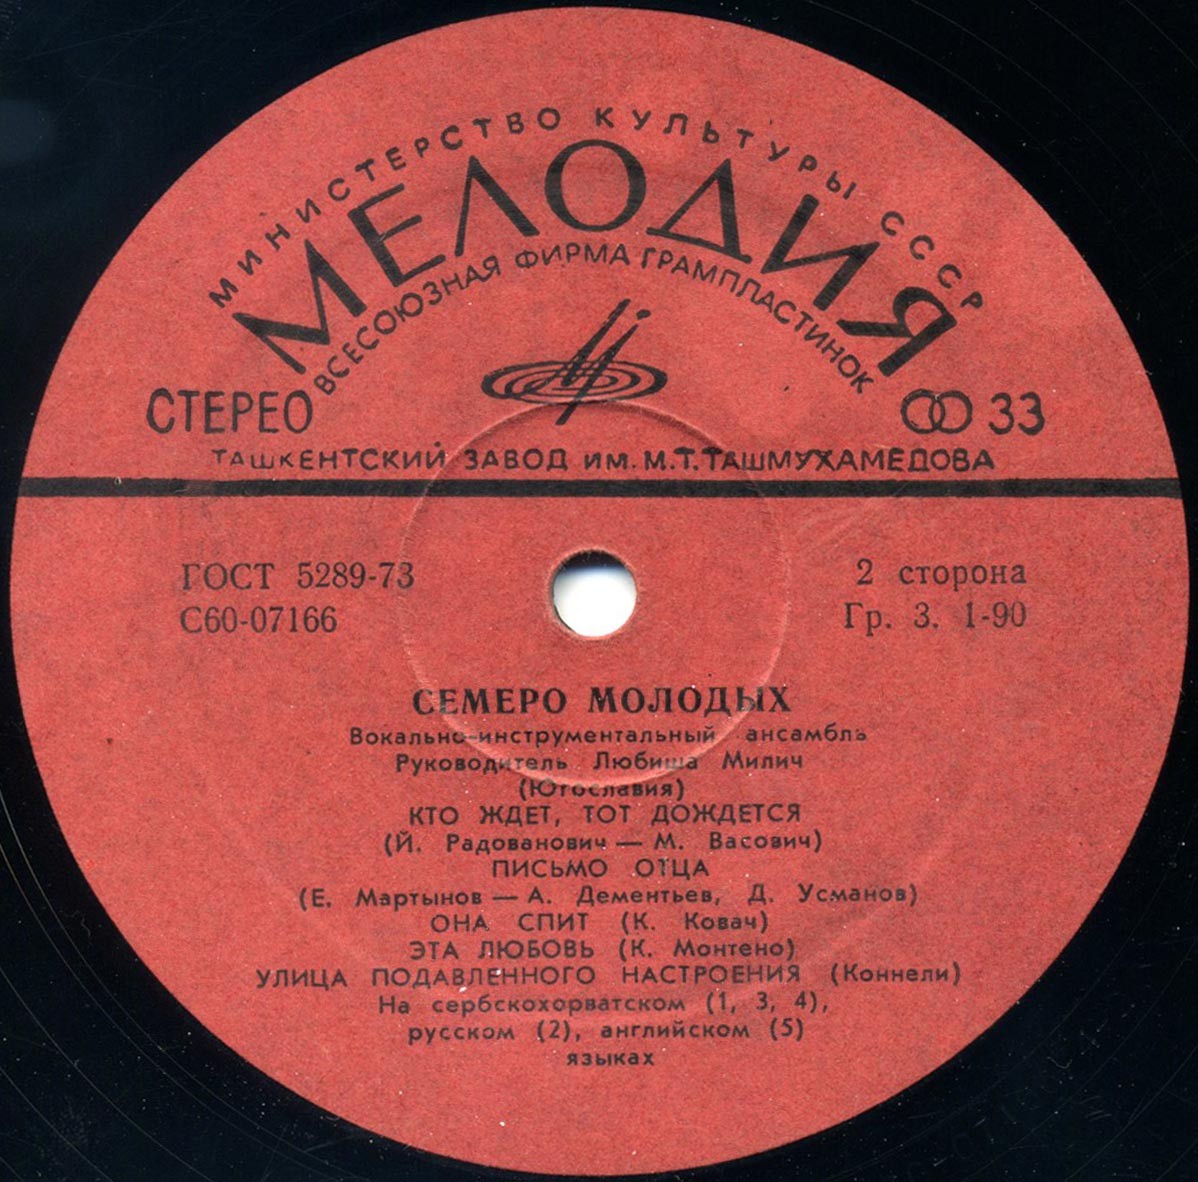 МИНИСТЕРСТВО КУЛЬТУРЫ СССР
МЕЛОДИЯ
ВСЕСОЮЗНАЯ ФИРМА ГРАМПЛАСТИНОК
СТЕРЕО 33
ТАШКЕНТСКИЙ ЗАВОД ИМ. М.Т.ТАШМУХАМЕДОВА
ГОСТ 5289-73 2 сторона
С60-07166 Гр. 3. 1-90
СЕМЕРО МОЛОДЫХ
Вокально-инструментальный ансамбль
Руководитель Любиша Милич
(Югославия)
КТО ЖДЕТ, ТОТ ДОЖДЕТСЯ
(Й. Радованович — М. Васович)
ПИСЬМО ОТЦА
(Е. Мартынов — А. Дементьев, Д. Усманов)
ОНА СПИТ (К. Ковач)
ЭТА ЛЮБОВЬ (К. Монтено)
УЛИЦА ПОДАВЛЕННОГО НАСТРОЕНИЯ (Коннели)
На сербскохорватском (1, 3, 4),
русском (2), английском (5)
языках